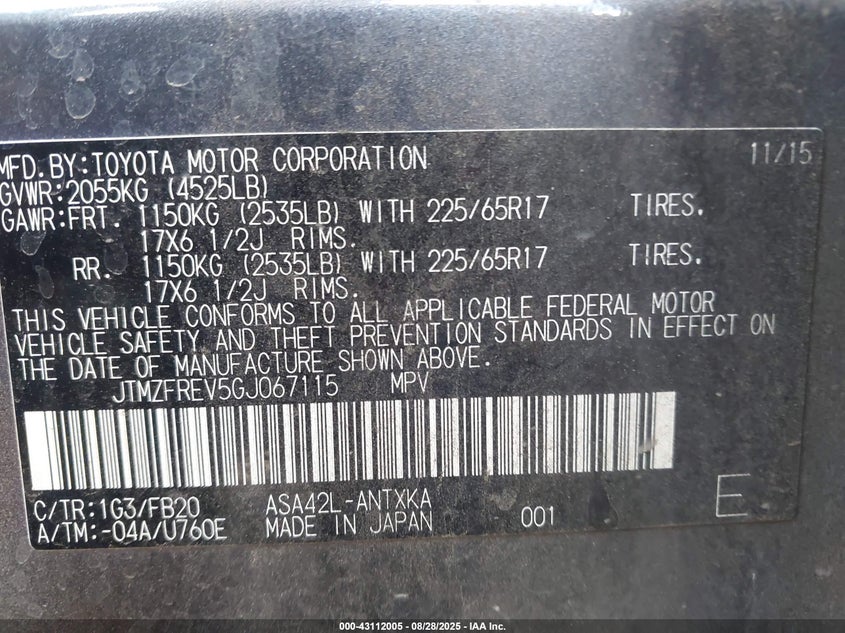 MFD.BY:TOYOTA MOTOR CORPORATION 11/15
GVWR:2055KG (4525LB)
GAWR:FRT. 1150KG (2535LB) WITH 225/65R17 TIRES.
17X6 1/2J RIMS.
RR. 1150KG (2535LB) WITH 225/65R17 TIRES.
17X6 1/2J RIMS.
THIS VEHICLE CONFORMS TO ALL APPLICABLE FEDERAL MOTOR
VEHICLE SAFETY AND THEFT PREVENTION STANDARDS IN EFFECT ON
THE DATE OF MANUFACTURE SHOWN ABOVE.
JTMZFREV5GJ067115 MPV
C/TR:1G3/FB20 ASA42L-ANTXKA
A/TM:-04A/U760E MADE IN JAPAN 001 E
000-43112005 | 08/28/2025 | IAA Inc.